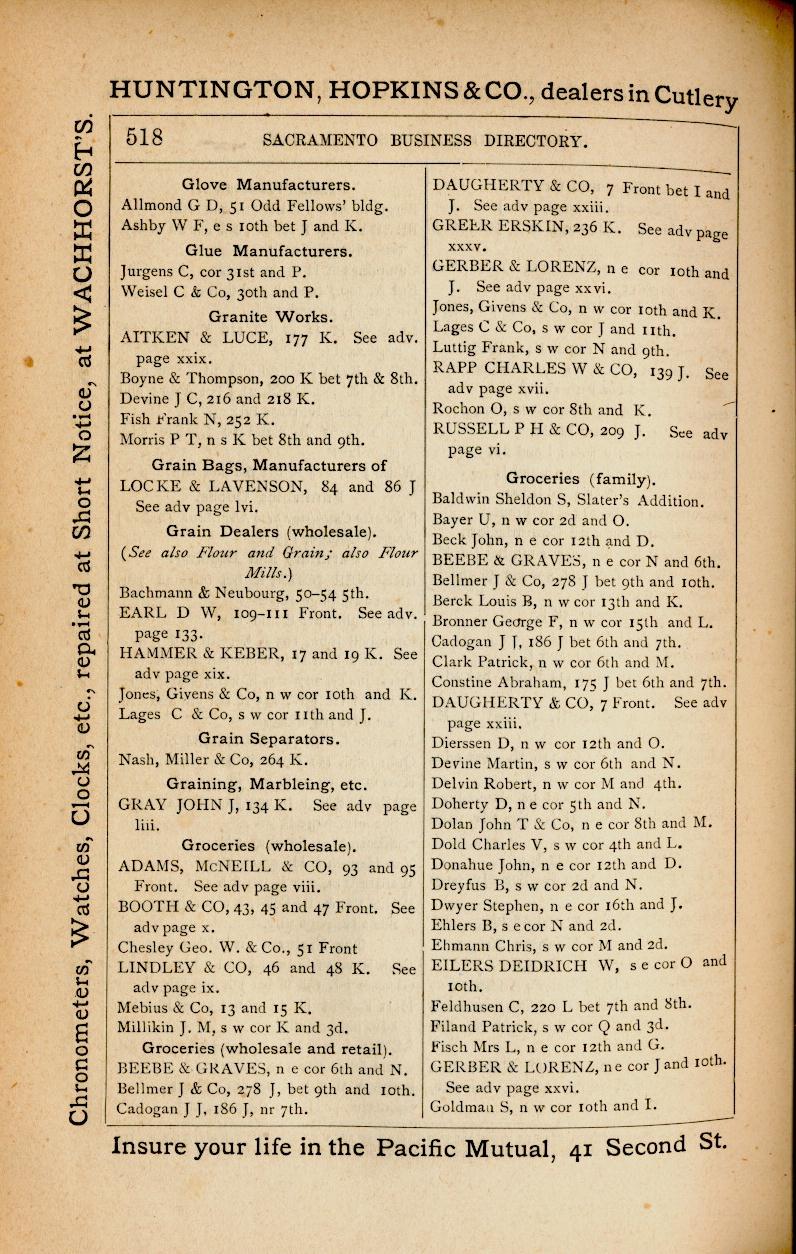 HUNTINGTON, HOPKINS & CO., dealers in Cutlery
Chronometers, Watches, Clocks, etc., repaired at Short Notice, at WACHHORST'S.
518 SACRAMENTO BUSINESS DIRECTORY.
Glove Manufacturers.
Allmond G D, 51 Odd Fellows' bldg.
Ashby W F, e s 10th bet J and K.
Glue Manufacturers.
Jurgens C, cor 31st and P.
Weisel C & Co, 30th and P.
Granite Works.
AITKEN & LUCE, 177 K. See adv.
page xxix.
Boyne & Thompson, 200 K bet 7th & 8th.
Devine J C, 216 and 218 K.
Fish Frank N, 252 K.
Morris P T, n s K bet 8th and 9th.
Grain Bags, Manufacturers of
LOCKE & LAVENSON, 84 and 86 J
See adv page lvi.
Grain Dealers (wholesale).
(See also Flour and Grain; also Flour
Mills.)
Bachmann & Neubourg, 50–54 5th.
EARL D W, 109–111 Front. See adv.
page 133.
HAMMER & KEBER, 17 and 19 K. See
adv page xix.
Jones, Givens & Co, n w cor 10th and K.
Lages C & Co, s w cor 11th and J.
Grain Separators.
Nash, Miller & Co, 264 K.
Graining, Marbleing, etc.
GRAY JOHN J, 134 K. See adv page
liii.
Groceries (wholesale).
ADAMS, McNEILL & CO, 93 and 95
Front. See adv page viii.
BOOTH & CO, 43, 45 and 47 Front. See
adv page x.
Chesley Geo. W. & Co., 51 Front
LINDLEY & CO, 46 and 48 K. See
adv page ix.
Mebius & Co, 13 and 15 K.
Millikin J. M, s w cor K and 3d.
Groceries (wholesale and retail).
BEEBE & GRAVES, n e cor 6th and N.
Bellmer J & Co, 278 J, bet 9th and 10th.
Cadogan J J, 186 J, nr 7th.
DAUGHERTY & CO, 7 Front bet I and
J. See adv page xxiii.
GREER ERSKIN, 236 K. See adv page
xxxv.
GERBER & LORENZ, n e cor 10th and
J. See adv page xxvi.
Jones, Givens & Co, n w cor 10th and K.
Lages C & Co, s w cor J and 11th.
Luttig Frank, s w cor N and 9th.
RAPP CHARLES W & CO, 139 J. See
adv page xvii.
Rochon O, s w cor 8th and K.
RUSSELL P H & CO, 209 J. See adv
page vi.
Groceries (family).
Baldwin Sheldon S, Slater's Addition.
Bayer U, n w cor 2d and O.
Beck John, n e cor 12th and D.
BEEBE & GRAVES, n e cor N and 6th.
Bellmer J & Co, 278 J bet 9th and 10th.
Berck Louis B, n w cor 13th and K.
Bronner George F, n w cor 15th and L.
Cadogan J J, 186 J bet 6th and 7th.
Clark Patrick, n w cor 6th and M.
Constine Abraham, 175 J bet 6th and 7th.
DAUGHERTY & CO, 7 Front. See adv
page xxiii.
Dierssen D, n w cor 12th and O.
Devine Martin, s w cor 6th and N.
Delvin Robert, n w cor M and 4th.
Doherty D, n e cor 5th and N.
Dolan John T & Co, n e cor 8th and M.
Dold Charles V, s w cor 4th and L.
Donahue John, n e cor 12th and D.
Dreyfus B, s w cor 2d and N.
Dwyer Stephen, n e cor 16th and J.
Ehlers B, s e cor N and 2d.
Ehmann Chris, s w cor M and 2d.
EILERS DEIDRICH W, s e cor O and
10th.
Feldhusen C, 220 L bet 7th and 8th.
Filand Patrick, s w cor Q and 3d.
Fisch Mrs L, n e cor 12th and G.
GERBER & LORENZ, n e cor J and 10th.
See adv page xxvi.
Goldman S, n w cor 10th and I.
Insure your life in the Pacific Mutual, 41 Second St.